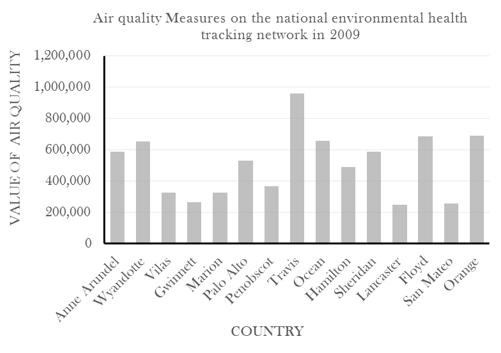 Air quality Measures on the national environmental health
tracking network in 2009
VALUE OF AIR QUALITY
1,200,000
1,000,000
800,000
600,000
400,000
200,000
0
Anne Arundel
Wyandotte
Vilas
Gwinnett
Marion
Palo Alto
Penobscot
Travis
Ocean
Hamilton
Sheridan
Lancaster
Floyd
San Mateo
Orange
COUNTRY